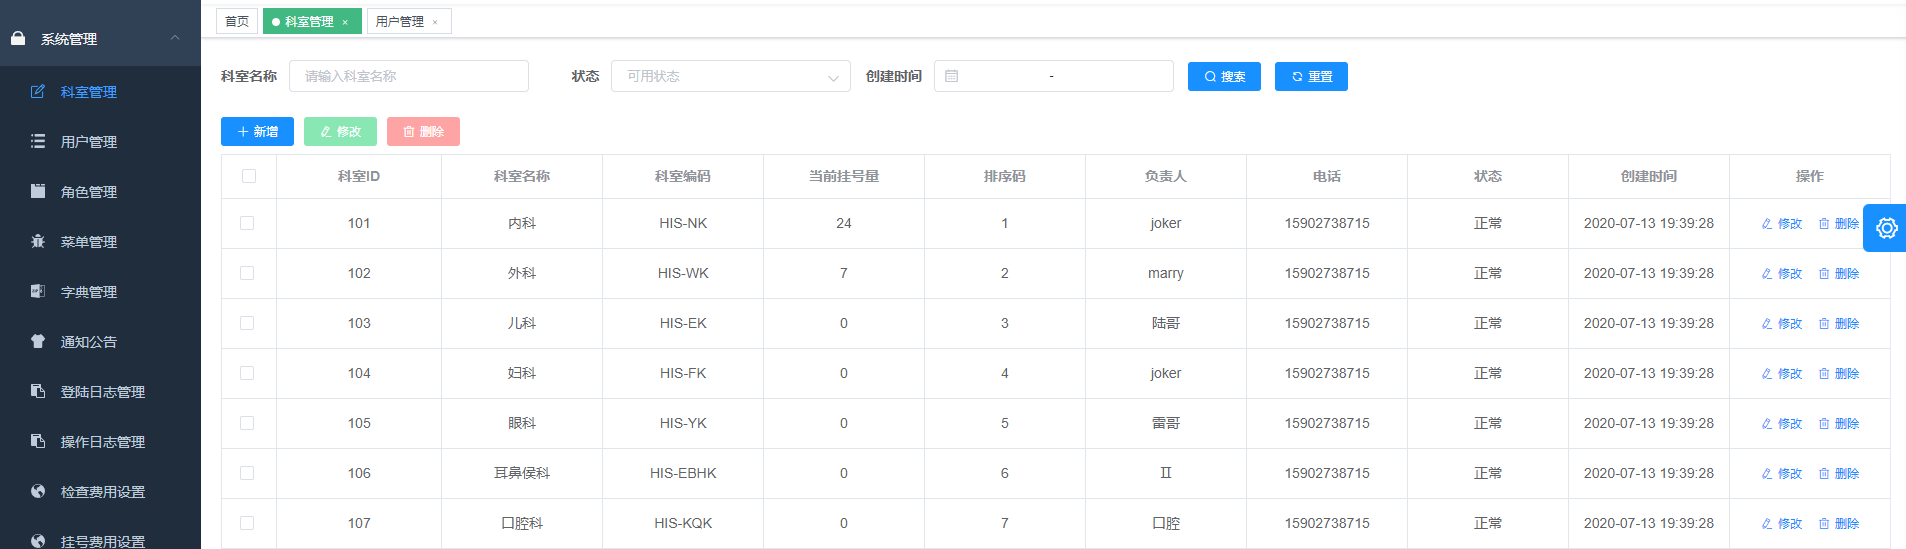 系统管理
科室管理
用户管理
角色管理
菜单管理
字典管理
通知公告
登陆日志管理
操作日志管理
检查费用设置
挂号费用设置
首页 科室管理 × 用户管理 ×
科室名称 请输入科室名称 状态 可用状态 创建时间 - 搜索 重置
新增 修改 删除
科室ID 科室名称 科室编码 当前挂号量 排序码 负责人 电话 状态 创建时间 操作
101 内科 HIS-NK 24 1 joker 15902738715 正常 2020-07-13 19:39:28 修改 删除
102 外科 HIS-WK 7 2 marry 15902738715 正常 2020-07-13 19:39:28 修改 删除
103 儿科 HIS-EK 0 3 陆哥 15902738715 正常 2020-07-13 19:39:28 修改 删除
104 妇科 HIS-FK 0 4 joker 15902738715 正常 2020-07-13 19:39:28 修改 删除
105 眼科 HIS-YK 0 5 雷哥 15902738715 正常 2020-07-13 19:39:28 修改 删除
106 耳鼻侯科 HIS-EBHK 0 6 II 15902738715 正常 2020-07-13 19:39:28 修改 删除
107 口腔科 HIS-KQK 0 7 口腔 15902738715 正常 2020-07-13 19:39:28 修改 删除